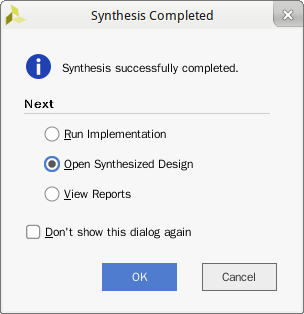 Synthesis Completed
Synthesis successfully completed.
Next
Run Implementation
Open Synthesized Design
View Reports
Don't show this dialog again
OK
Cancel